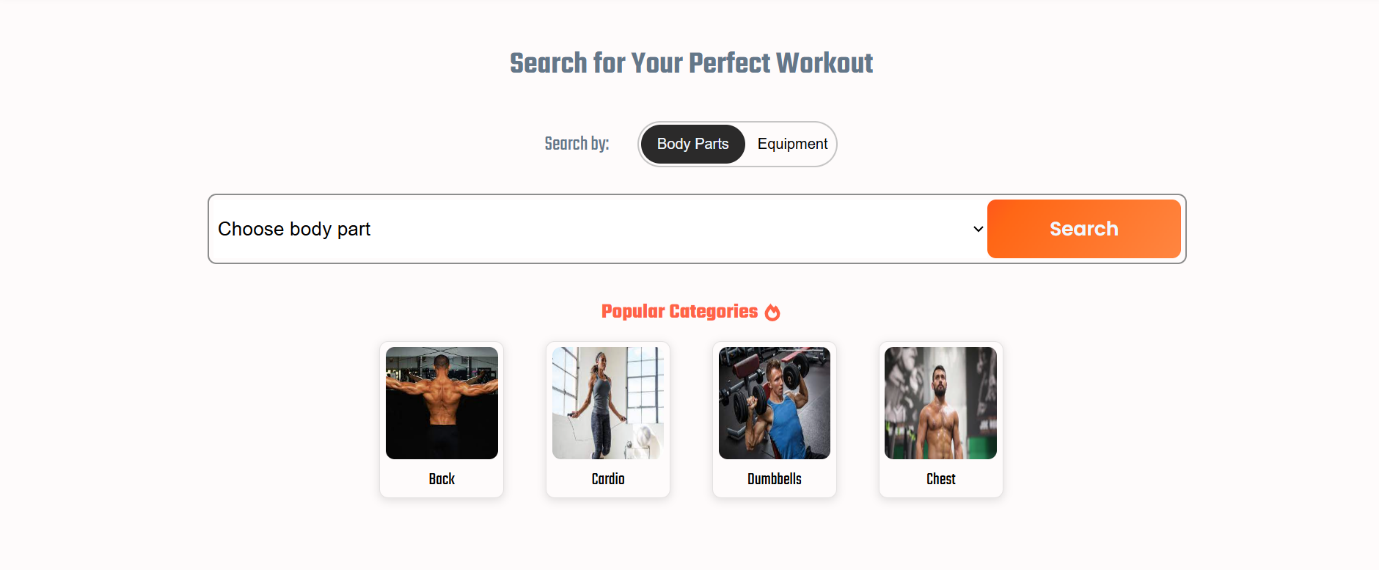 Search for Your Perfect Workout
Search by: Body Parts Equipment
Choose body part Search
Popular Categories
Back Cardio Dumbbells Chest